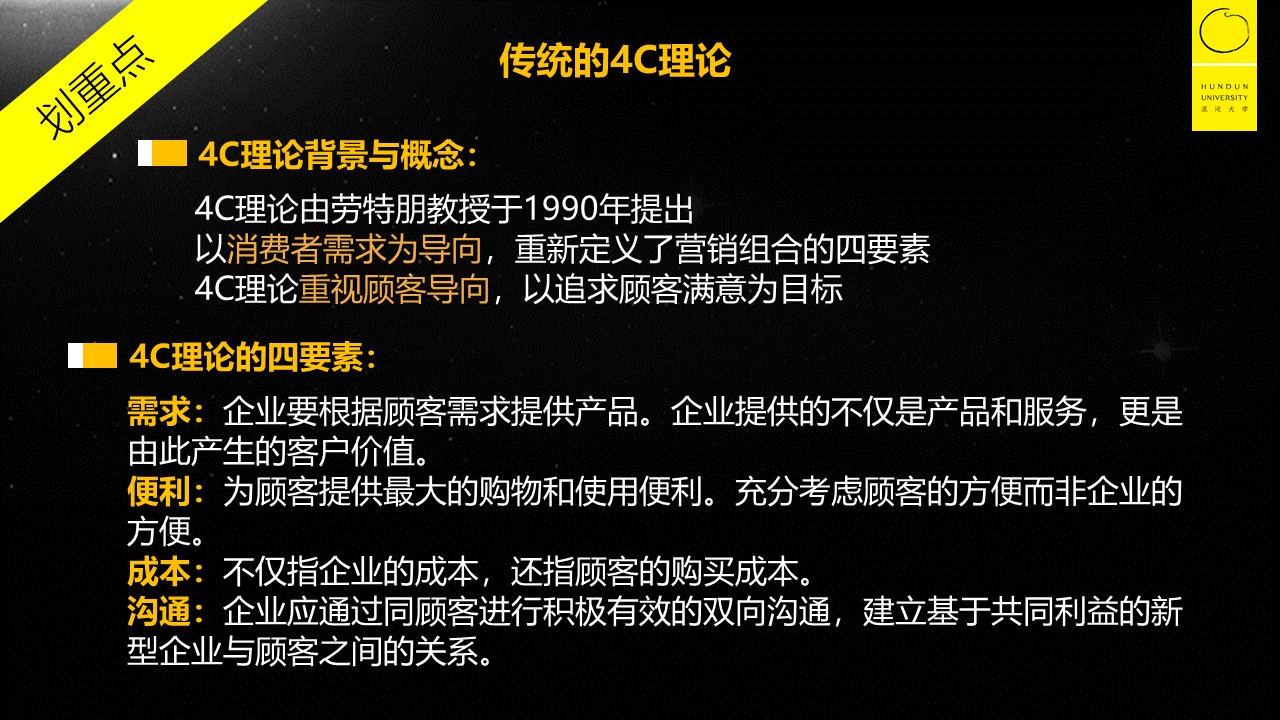 划重点
传统的4C理论
HUNDUN
UNIVERSITY
混沌大学
4C理论背景与概念：
4C理论由劳特朋教授于1990年提出
以消费者需求为导向，重新定义了营销组合的四要素
4C理论重视顾客导向，以追求顾客满意为目标
4C理论的四要素：
需求：企业要根据顾客需求提供产品。企业提供的不仅是产品和服务，更是
由此产生的客户价值。
便利：为顾客提供最大的购物和使用便利。充分考虑顾客的方便而非企业的
方便。
成本：不仅指企业的成本，还指顾客的购买成本。
沟通：企业应通过同顾客进行积极有效的双向沟通，建立基于共同利益的新
型企业与顾客之间的关系。